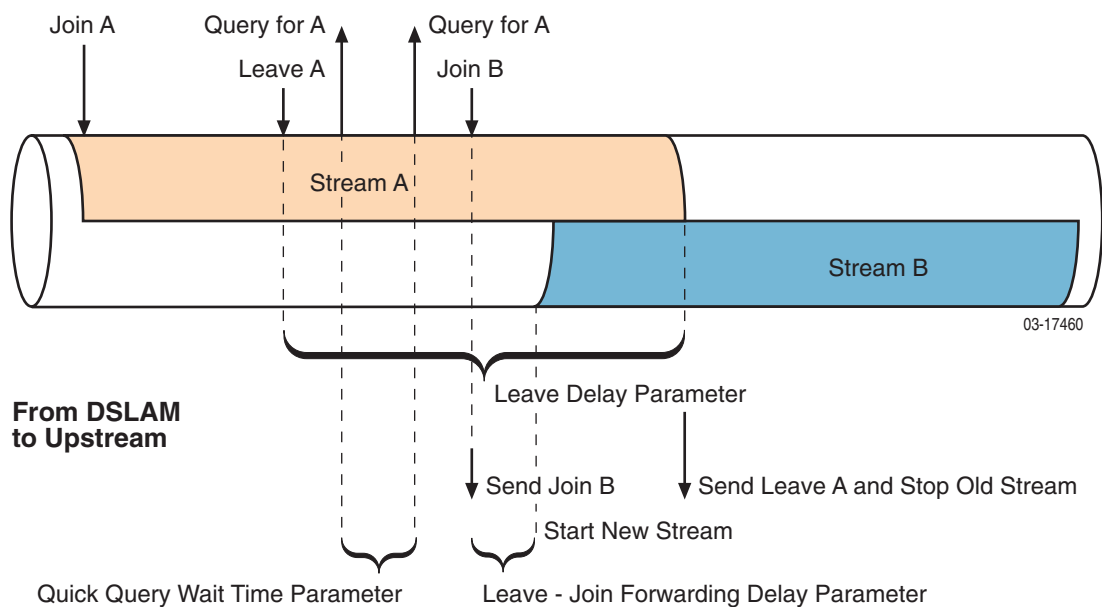 Join A
Query for A
Query for A
Leave A
Join B
Stream A
Stream B
03-17460
Leave Delay Parameter
From DSLAM
to Upstream
Send Join B
Send Leave A and Stop Old Stream
Start New Stream
Quick Query Wait Time Parameter
Leave - Join Forwarding Delay Parameter